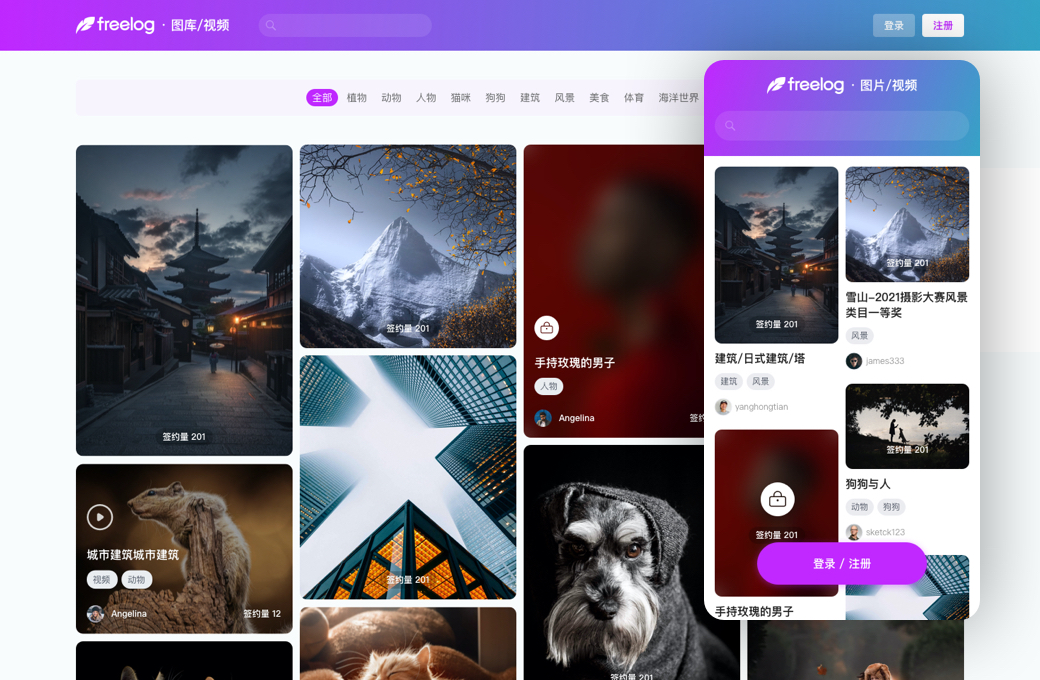 freelog · 图库/视频
登录
注册
全部 植物 动物 人物 猫咪 狗狗 建筑 风景 美食 体育 海洋世界
签约量 201
签约量 201
手持玫瑰的男子
人物
Angelina
签约
签约量 201
城市建筑城市建筑
视频 动物
Angelina
签约量 12
签约量 201
freelog · 图片/视频
签约量 201
建筑/日式建筑/塔
建筑 风景
yanghongtian
签约量 201
手持玫瑰的男子
签约量 201
雪山–2021摄影大赛风景
类目一等奖
风景
james333
签约量 201
狗狗与人
动物 狗狗
sketck123
登录 / 注册